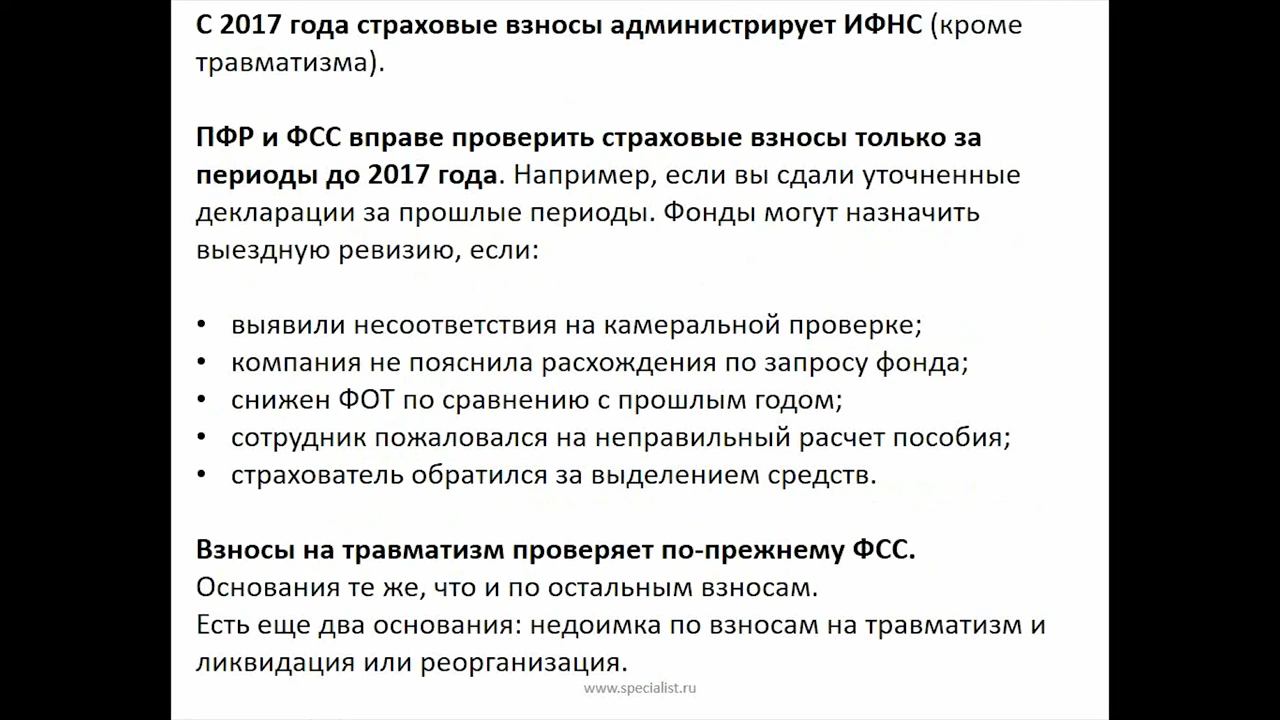 С 2017 года страховые взносы администрирует ИФНС (кроме
травматизма).
ПФР и ФСС вправе проверить страховые взносы только за
периоды до 2017 года. Например, если вы сдали уточненные
декларации за прошлые периоды. Фонды могут назначить
выездную ревизию, если:
• выявили несоответствия на камеральной проверке;
• компания не пояснила расхождения по запросу фонда;
• снижен ФОТ по сравнению с прошлым годом;
• сотрудник пожаловался на неправильный расчет пособия;
• страхователь обратился за выделением средств.
Взносы на травматизм проверяет по-прежнему ФСС.
Основания те же, что и по остальным взносам.
Есть еще два основания: недоимка по взносам на травматизм и
ликвидация или реорганизация.
www.specialist.ru